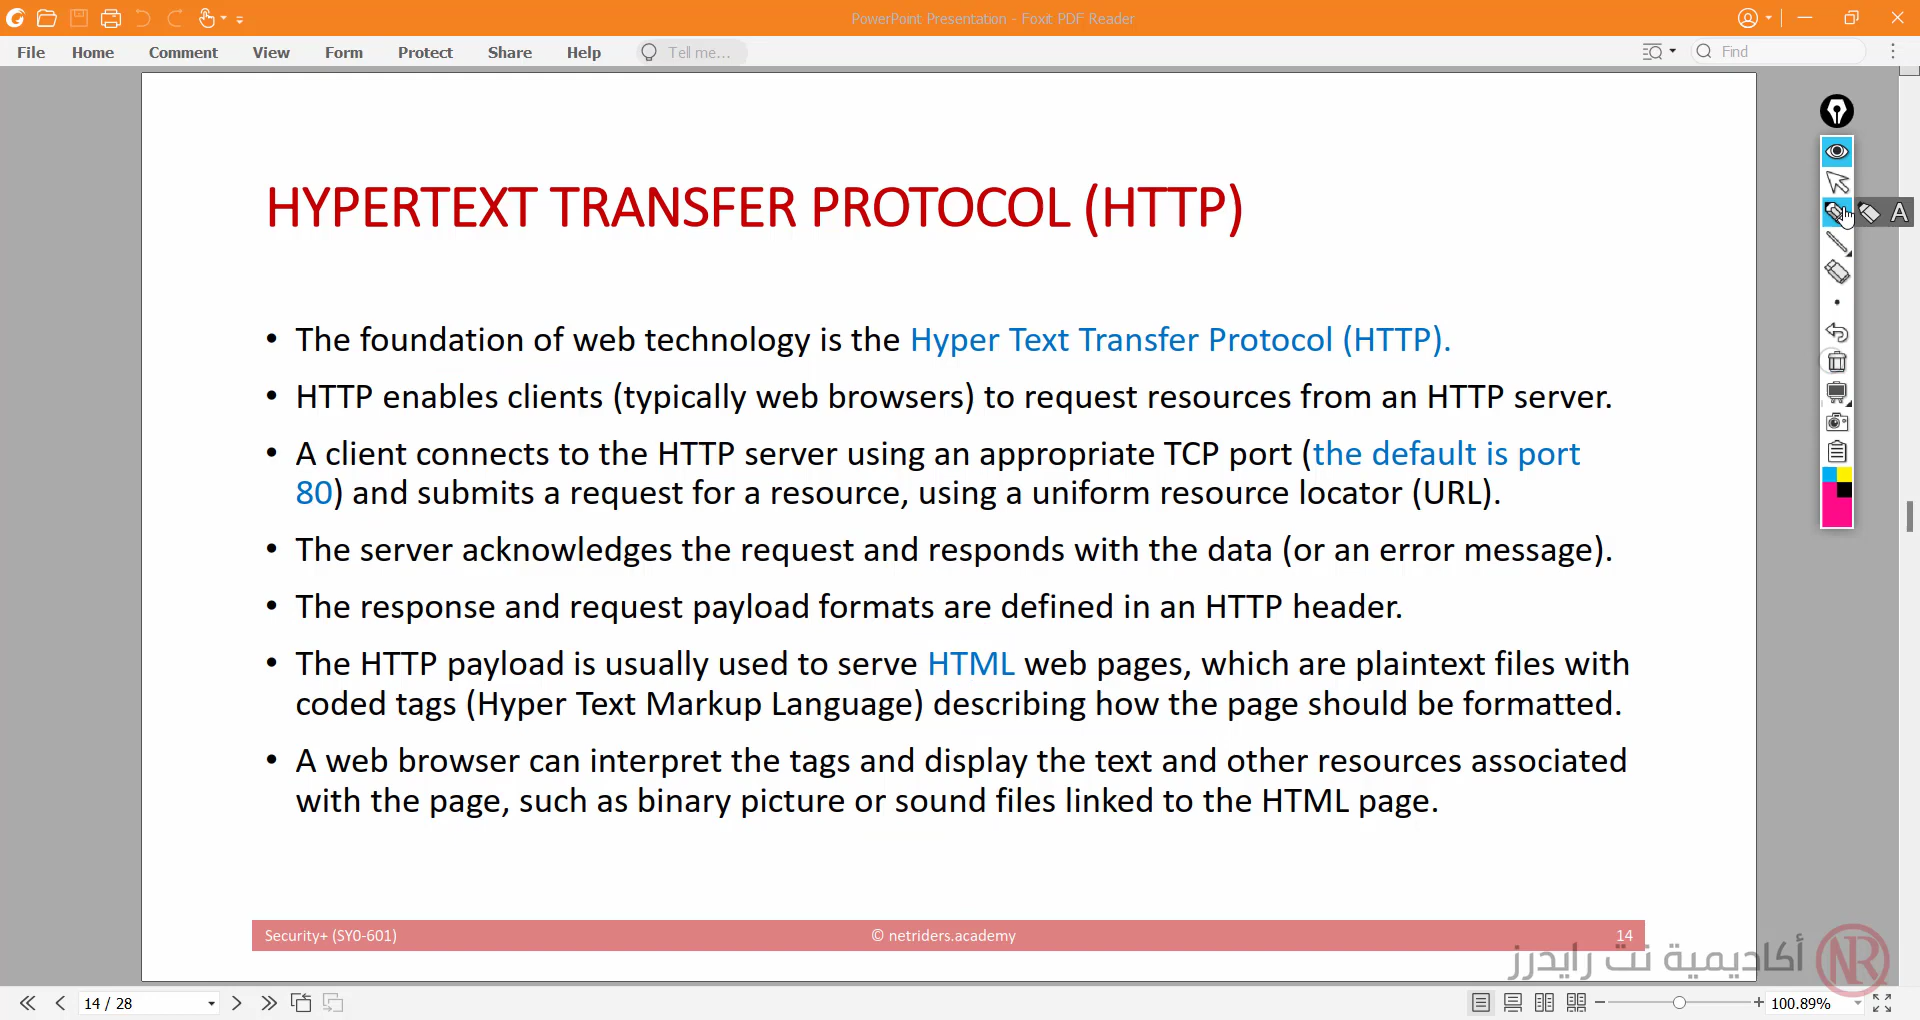 PowerPoint Presentation - Foxit PDF Reader
File Home Comment View Form Protect Share Help Tell me... Find
A
HYPERTEXT TRANSFER PROTOCOL (HTTP)
• The foundation of web technology is the Hyper Text Transfer Protocol (HTTP).
• HTTP enables clients (typically web browsers) to request resources from an HTTP server.
• A client connects to the HTTP server using an appropriate TCP port (the default is port
80) and submits a request for a resource, using a uniform resource locator (URL).
• The server acknowledges the request and responds with the data (or an error message).
• The response and request payload formats are defined in an HTTP header.
• The HTTP payload is usually used to serve HTML web pages, which are plaintext files with
coded tags (Hyper Text Markup Language) describing how the page should be formatted.
• A web browser can interpret the tags and display the text and other resources associated
with the page, such as binary picture or sound files linked to the HTML page.
Security+ (SY0-601) © netriders.academy 14
أكاديمية نت رايدرز NR
14 / 28 100.89%